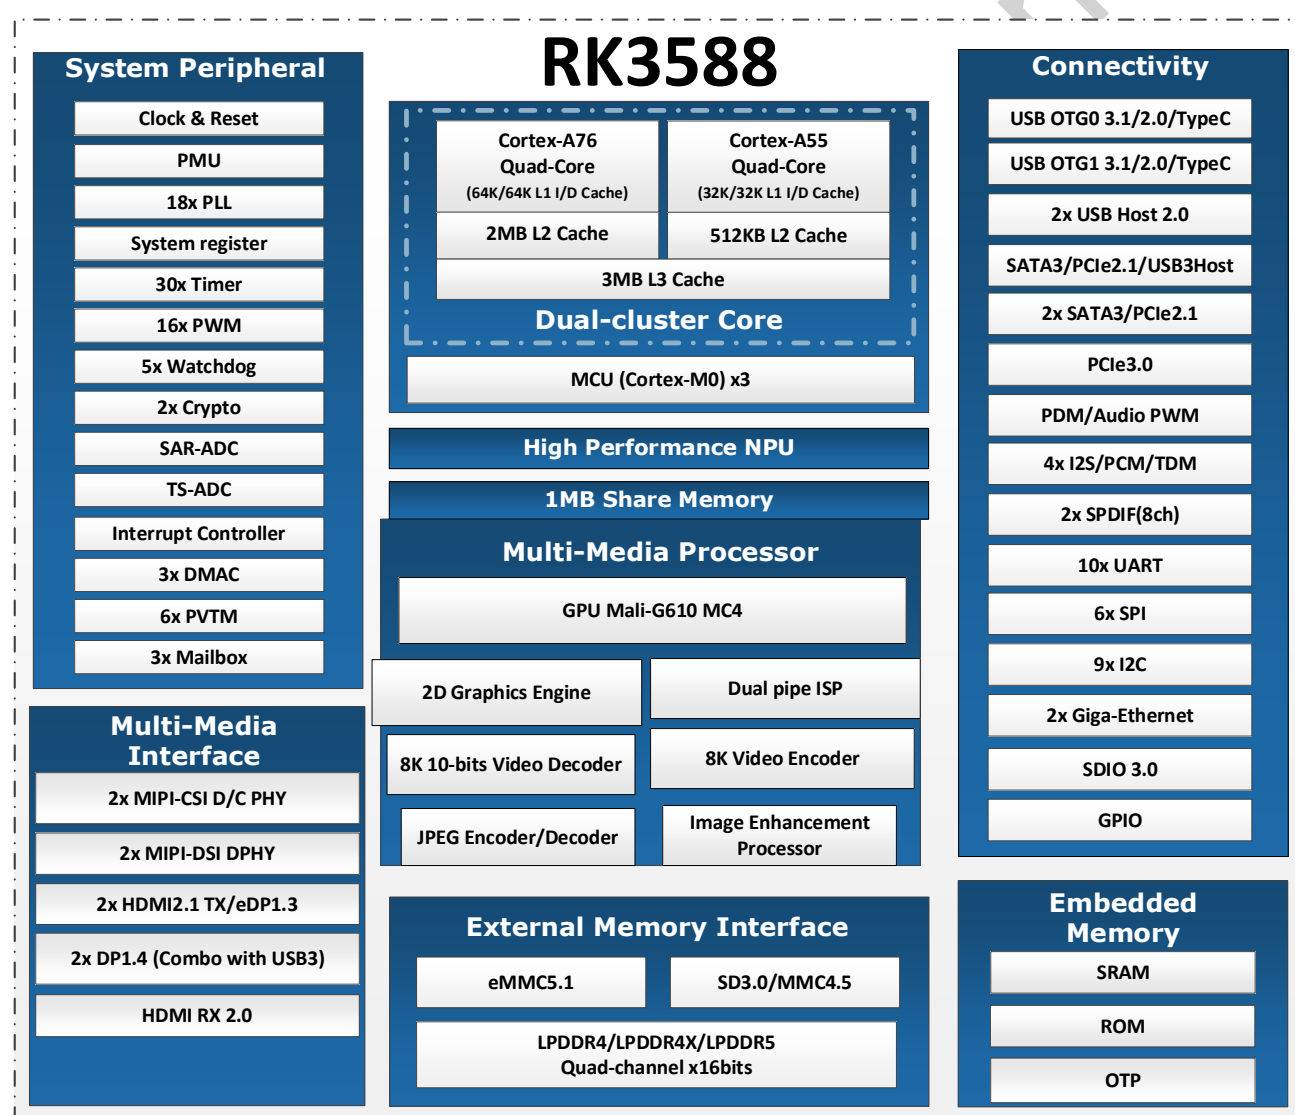 RK3588
System Peripheral
Clock & Reset
PMU
18x PLL
System register
30x Timer
16x PWM
5x Watchdog
2x Crypto
SAR-ADC
TS-ADC
Interrupt Controller
3x DMAC
6x PVTM
3x Mailbox
Multi-Media
Interface
2x MIPI-CSI D/C PHY
2x MIPI-DSI DPHY
2x HDMI2.1 TX/eDP1.3
2x DP1.4 (Combo with USB3)
HDMI RX 2.0
Cortex-A76
Quad-Core
(64K/64K L1 I/D Cache)
2MB L2 Cache
Cortex-A55
Quad-Core
(32K/32K L1 I/D Cache)
512KB L2 Cache
3MB L3 Cache
Dual-cluster Core
MCU (Cortex-M0) x3
High Performance NPU
1MB Share Memory
Multi-Media Processor
GPU Mali-G610 MC4
2D Graphics Engine
Dual pipe ISP
8K 10-bits Video Decoder
8K Video Encoder
JPEG Encoder/Decoder
Image Enhancement
Processor
External Memory Interface
eMMC5.1
SD3.0/MMC4.5
LPDDR4/LPDDR4X/LPDDR5
Quad-channel x16bits
Connectivity
USB OTG0 3.1/2.0/TypeC
USB OTG1 3.1/2.0/TypeC
2x USB Host 2.0
SATA3/PCIe2.1/USB3Host
2x SATA3/PCIe2.1
PCIe3.0
PDM/Audio PWM
4x I2S/PCM/TDM
2x SPDIF(8ch)
10x UART
6x SPI
9x I2C
2x Giga-Ethernet
SDIO 3.0
GPIO
Embedded
Memory
SRAM
ROM
OTP